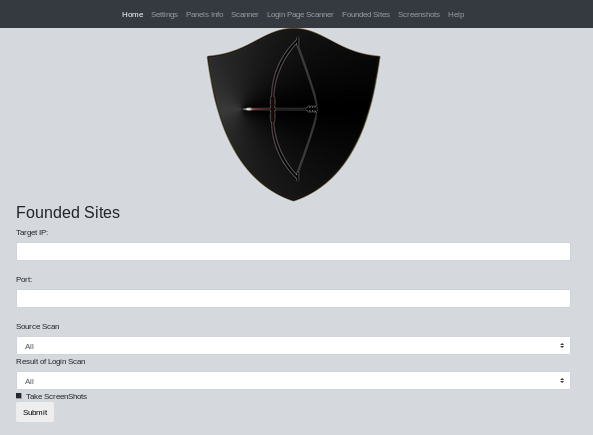 Home Settings Panels Info Scanner Login Page Scanner Founded Sites Screenshots Help
Founded Sites
Target IP:
Port:
Source Scan
All
Result of Login Scan
All
Take ScreenShots
Submit